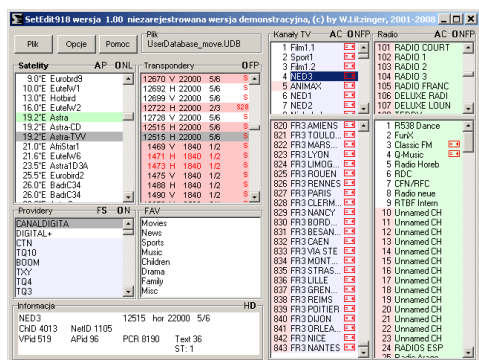 SetEdit918 wersja 1.00 niezarejestrowana wersja demonstracyjna, (c) by W.Litzinger, 2001-2008
Plik
Opcje
Pomoc
Plik
UserDatabase_move.UDB
Satelity AP - ONL
9.0°E Eurobrd9
10.0°E EutelW1
13.0°E Hotbird
16.0°E EutelW2
19.2°E Astra
19.2°E Astra-CD
19.2°E Astra-TVV
21.0°E AfriStar1
21.6°E EutelW6
23.5°E Astra1D3A
25.5°E Eurobird2
26.0°E BadrC34
26.0°E BadrC34
Transpondery OFP
12670 V 22000 5/6 S
12692 H 22000 5/6 S
12699 V 22000 5/6 S
12722 H 22000 2/3 S28
12728 V 22000 5/6 S
12515 H 22000 5/6 S
12515 H 22000 5/6 S
1469 V 1840 1/2 S
1471 H 1840 1/2 S
1473 H 1840 1/2 S
1475 V 1840 1/2 S
1488 H 1840 1/2 S
1490 V 1840 1/2 S
Providery FS ON
CANALDIGITA
DIGITAL+
CTN
TQ10
BOOM
TXY
TQ4
TQ3
FAV
Movies
News
Sports
Music
Children
Drama
Family
Misc
Informacja HD -
NED3 12515 hor 22000 5/6
CHD 4013 NetID 1105
VPid 519 APid 96 PCR 8190 Text 36
ST: 1
Kanały TV AC ONFP
1 Film1.1
2 Sport1
3 Film1.2
4 NED3
5 ANIMAX
6 NED1
7 NED2
820 FR3 AMIENS
821 FR3 TOULO...
822 FR3 MARS...
823 FR3 LYON
824 FR3 LIMOG...
825 FR3 ROUEN
826 FR3 RENNES
827 FR3 PARIS
828 FR3 CLERM...
829 FR3 NANCY
830 FR3 BORD...
831 FR3 BESAN...
832 FR3 CAEN
833 FR3 VIA STE
834 FR3 MONT...
835 FR3 STRAS...
836 FR3 LILLE
837 FR3 GREN...
838 FR3 REIMS
839 FR3 POITIER
840 FR3 DIJON
841 FR3 ORLEA...
842 FR3 NICE
843 FR3 NANTES
Radio AC ONFP
101 RADIO COURT
102 RADIO 1
103 RADIO 2
104 RADIO 3
105 RADIO FRANC
106 DELUXE RADI
107 DELUXE LOUN
1 R538 Dance
2 FunX
3 Classic FM
4 Q-Music
5 Radio Horeb
6 RDC
7 CFN/RFC
8 Radio neue
9 RTBF Intern
10 Unnamed CH
11 Unnamed CH
12 Unnamed CH
13 Unnamed CH
14 Unnamed CH
15 Unnamed CH
16 Unnamed CH
17 Unnamed CH
18 Unnamed CH
19 Unnamed CH
20 Unnamed CH
21 Unnamed CH
22 Unnamed CH
23 Unnamed CH
24 RADIOS ESP
25 Radio Arago